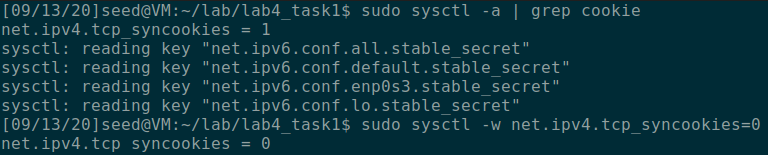 [09/13/20]seed@VM:~/lab/lab4_task1$ sudo sysctl -a | grep cookie
net.ipv4.tcp_syncookies = 1
sysctl: reading key "net.ipv6.conf.all.stable_secret"
sysctl: reading key "net.ipv6.conf.default.stable_secret"
sysctl: reading key "net.ipv6.conf.enp0s3.stable_secret"
sysctl: reading key "net.ipv6.conf.lo.stable_secret"
[09/13/20]seed@VM:~/lab/lab4_task1$ sudo sysctl -w net.ipv4.tcp_syncookies=0
net.ipv4.tcp syncookies = 0